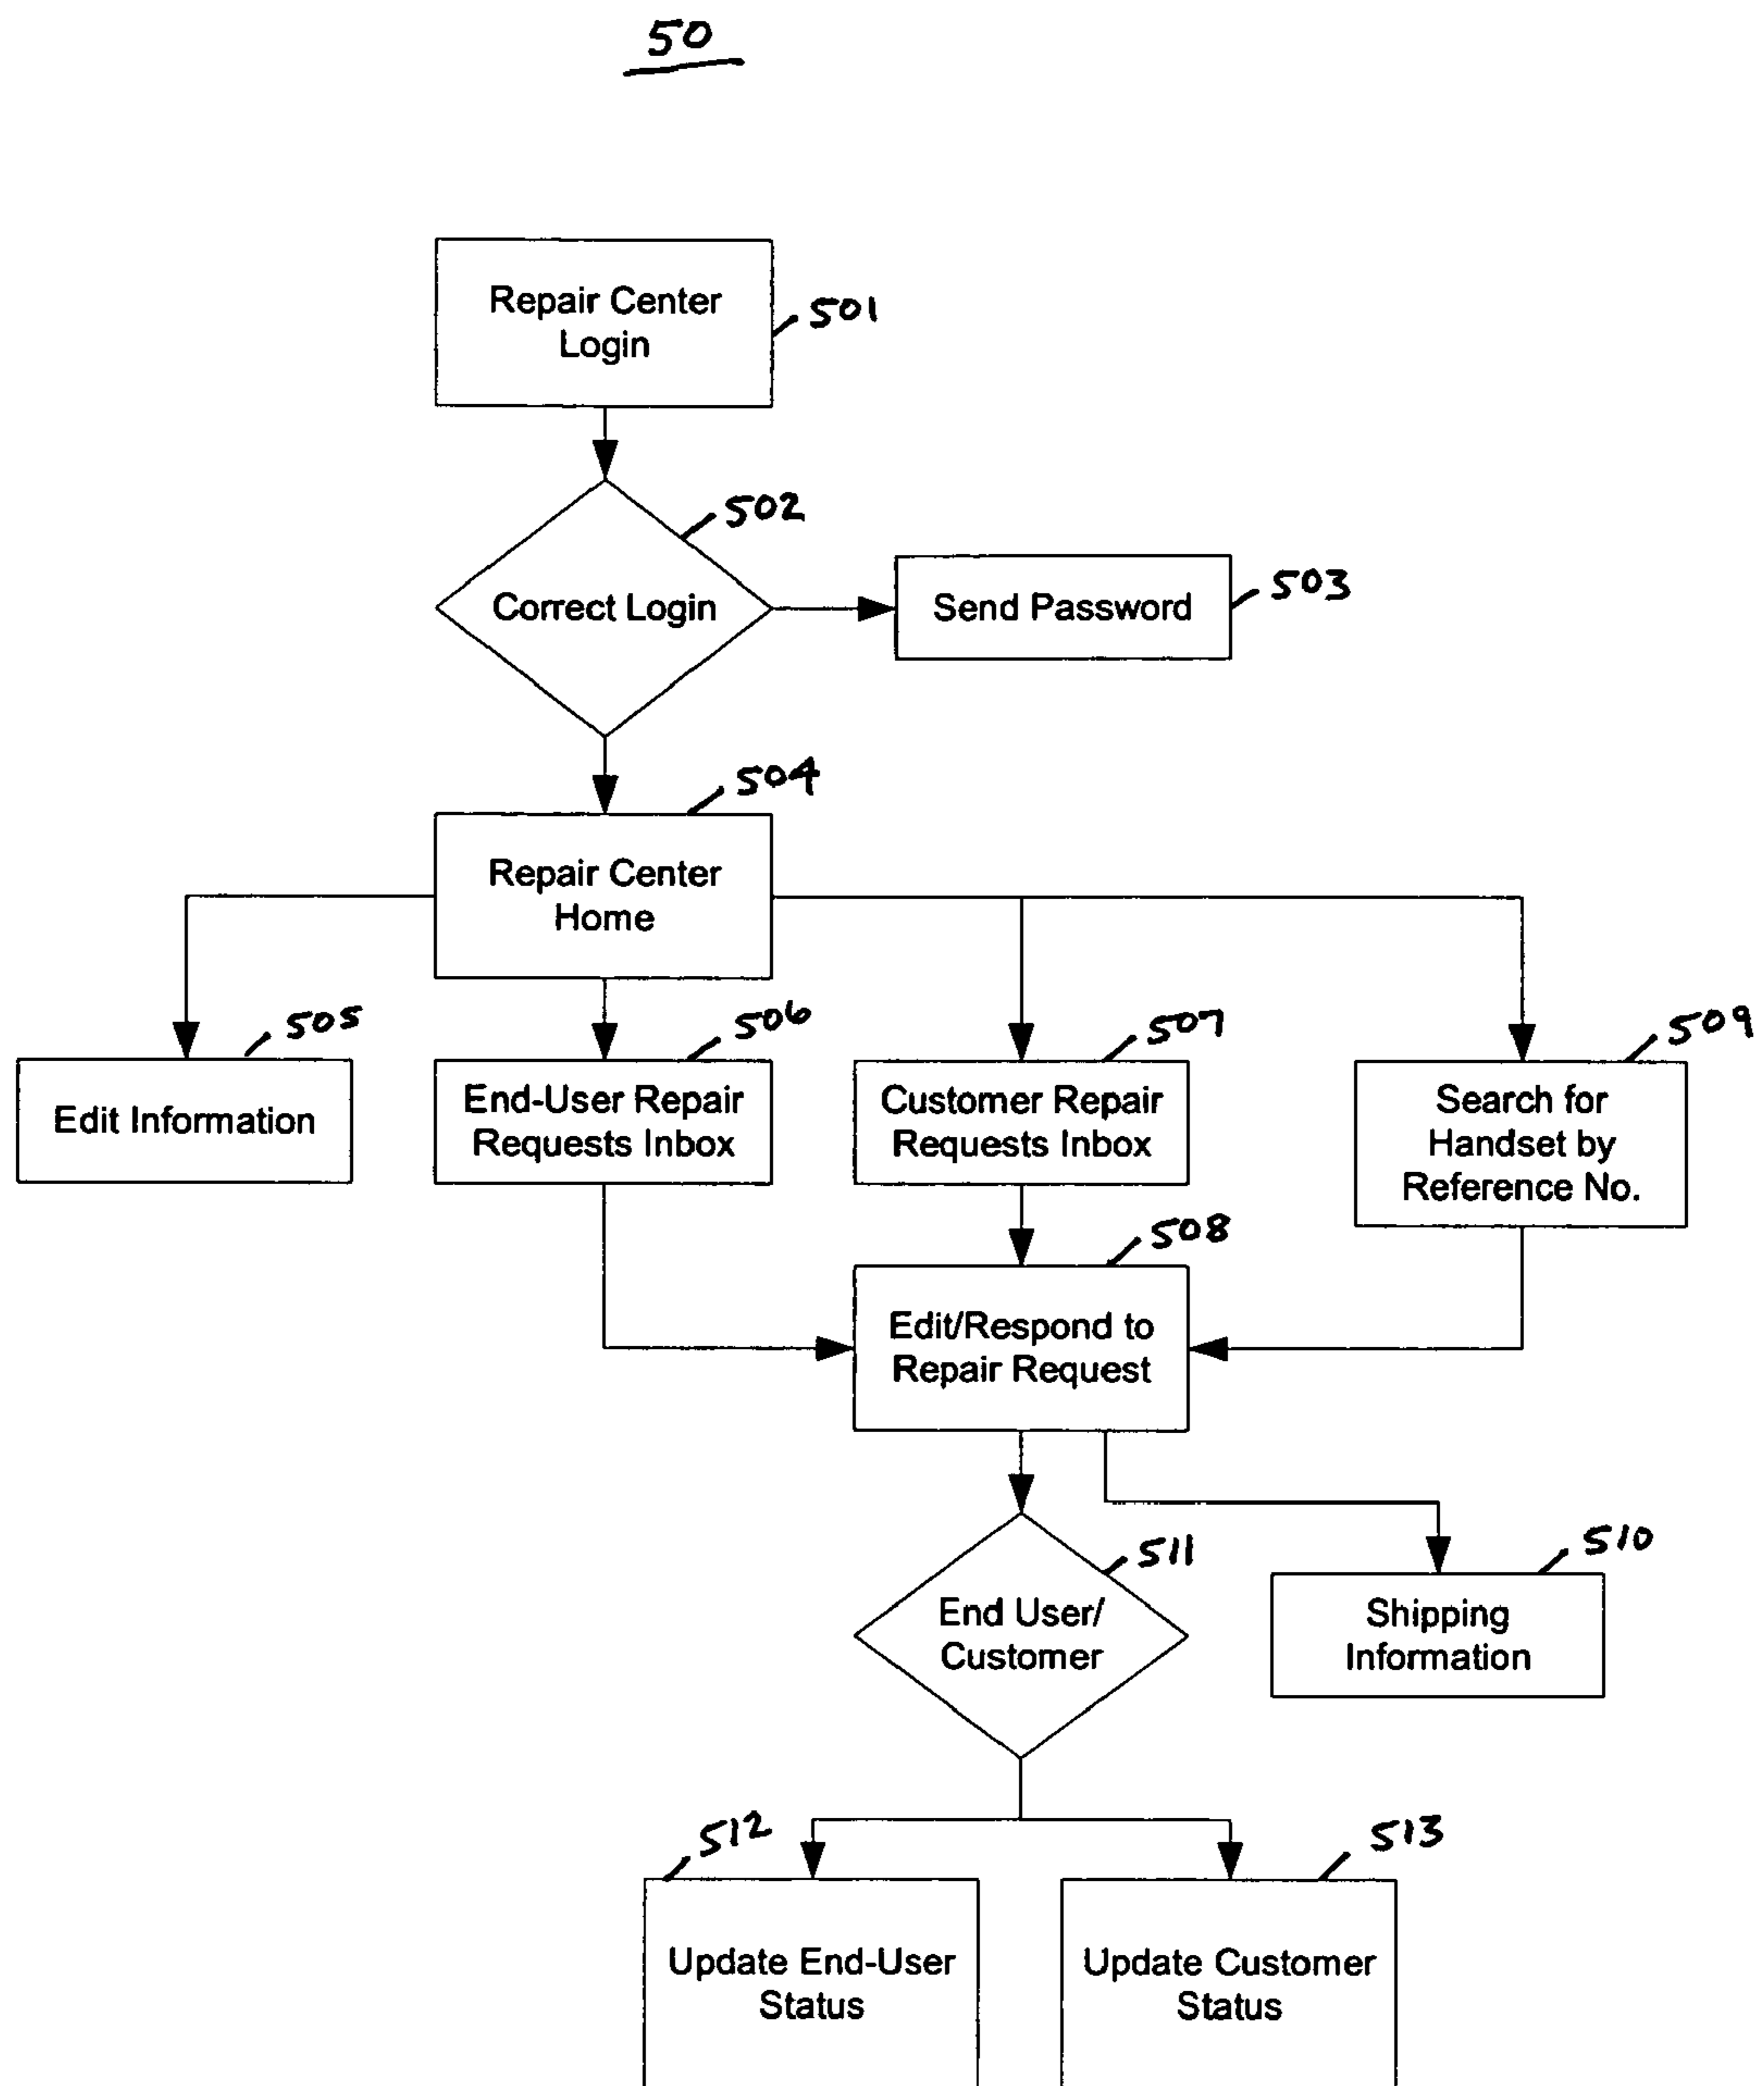 50
Repair Center
Login
501
502
Correct Login
Send Password
503
504
Repair Center
Home
505
506
507
509
Edit Information
End-User Repair
Requests Inbox
Customer Repair
Requests Inbox
Search for
Handset by
Reference No.
508
Edit/Respond to
Repair Request
511
510
End User/
Customer
Shipping
Information
512
513
Update End-User
Status
Update Customer
Status